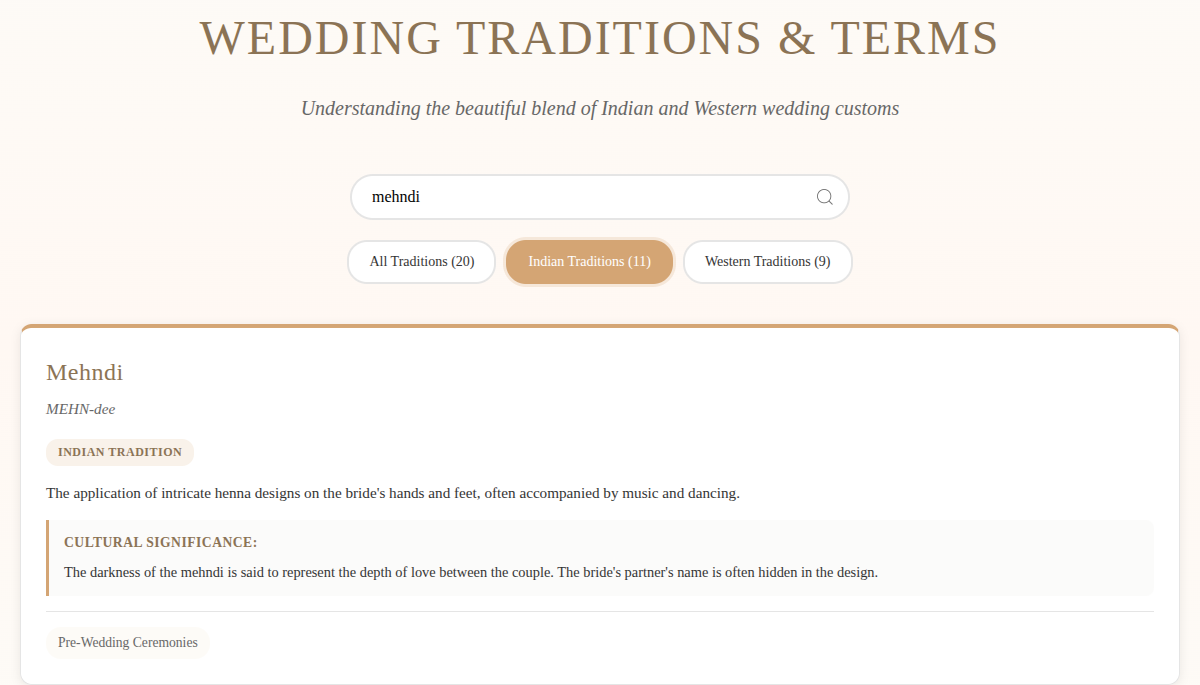 WEDDING TRADITIONS & TERMS
Understanding the beautiful blend of Indian and Western wedding customs
mehndi
All Traditions (20)
Indian Traditions (11)
Western Traditions (9)
Mehndi
MEHN-dee
INDIAN TRADITION
The application of intricate henna designs on the bride's hands and feet, often accompanied by music and dancing.
CULTURAL SIGNIFICANCE:
The darkness of the mehndi is said to represent the depth of love between the couple. The bride's partner's name is often hidden in the design.
Pre-Wedding Ceremonies